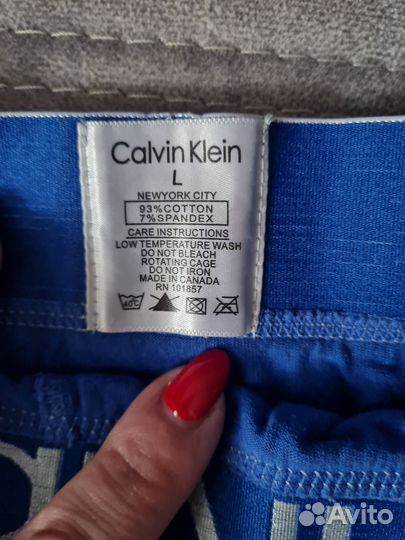 Calvin Klein
L
NEWYORK CITY
93%COTTON
7%SPANDEX
CARE INSTRUCTIONS
LOW TEMPERATURE WASH
DO NOT BLEACH
ROTATING CAGE
DO NOT IRON
MADE IN CANADA
RN 101857
40℃
Avito